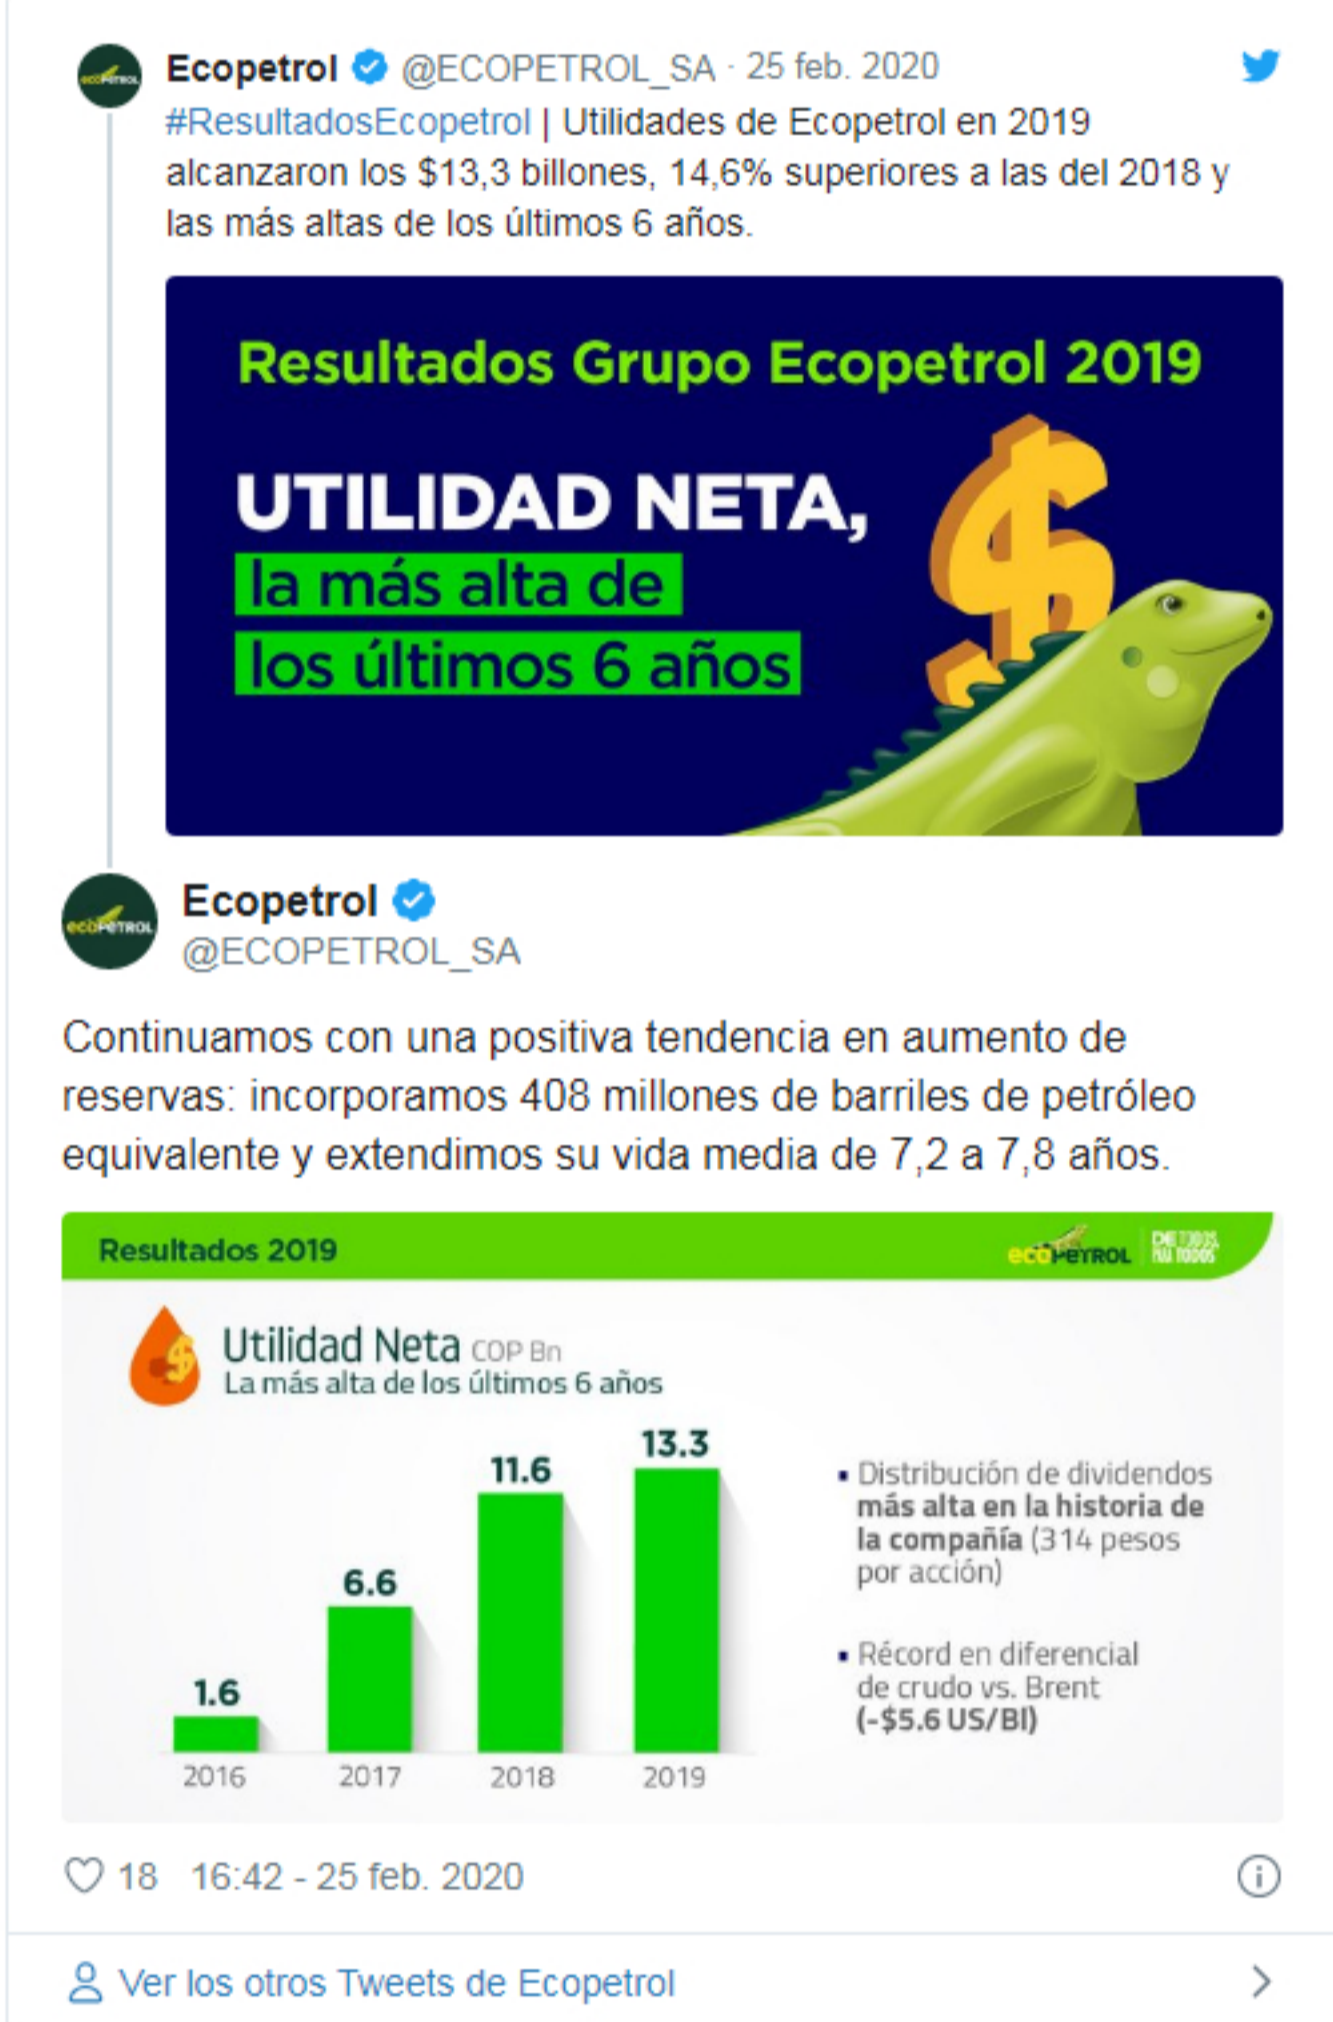 Ecopetrol @ECOPETROL_SA · 25 feb. 2020
#ResultadosEcopetrol | Utilidades de Ecopetrol en 2019
alcanzaron los $13,3 billones, 14,6% superiores a las del 2018 y
las más altas de los últimos 6 años.
Resultados Grupo Ecopetrol 2019
UTILIDAD NETA,
la más alta de
los últimos 6 años
Ecopetrol
@ECOPETROL_SA
ecoPETROL
Continuamos con una positiva tendencia en aumento de
reservas: incorporamos 408 millones de barriles de petróleo
equivalente y extendimos su vida media de 7,2 a 7,8 años.
Resultados 2019
ecoPETROL
Utilidad Neta COP Bn
La más alta de los últimos 6 años
1.6
6.6
11.6
13.3
2016
2017
2018
2019
▪ Distribución de dividendos
más alta en la historia de
la compañía (314 pesos
por acción)
▪ Récord en diferencial
de crudo vs. Brent
(-$5.6 US/Bl)
18 16:42 - 25 feb. 2020
Ver los otros Tweets de Ecopetrol